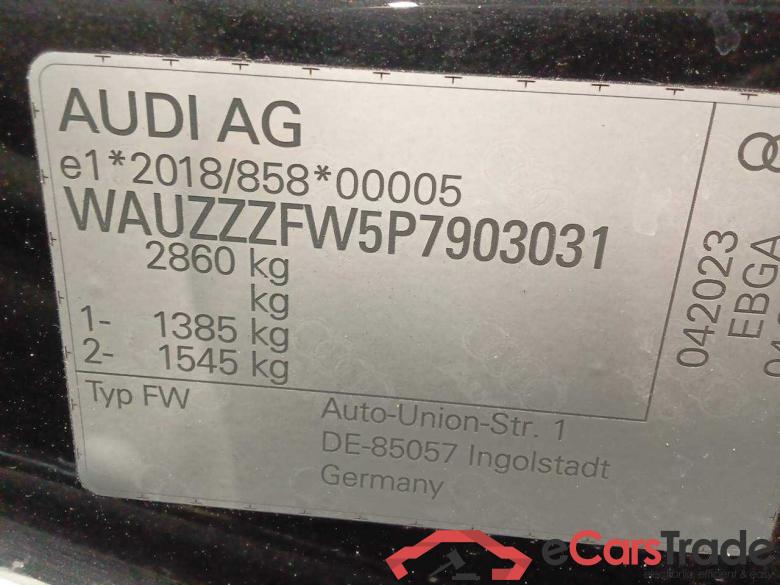 AUDI AG
e1*2018/858*00005
WAUZZZFW5P7903031
2860 kg
kg
1- 1385 kg
2- 1545 kg
Typ FW
Auto-Union-Str. 1
DE-85057 Ingolstadt
Germany
042023
EBGA
eCarsTrade
efficient &